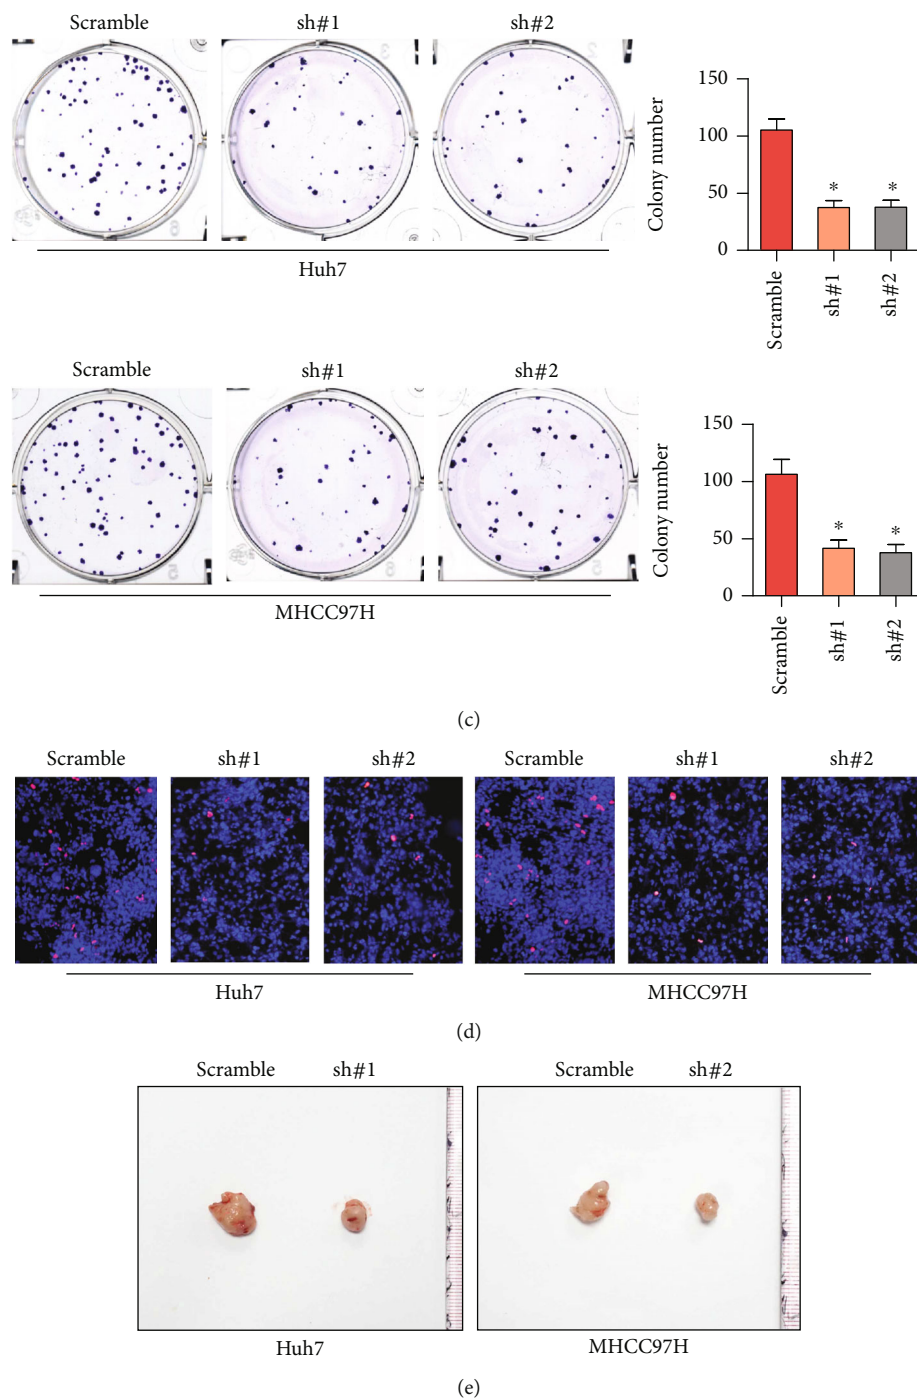 Scramble sh#1 sh#2
Huh7
Colony number
150
100
50
0
* *
Scramble
sh#1
sh#2
Scramble sh#1 sh#2
MHCC97H
Colony number
150
100
50
0
* *
Scramble
sh#1
sh#2
(c)
Scramble sh#1 sh#2 Scramble sh#1 sh#2
Huh7 MHCC97H
(d)
Scramble sh#1 Scramble sh#2
Huh7 MHCC97H
(e)